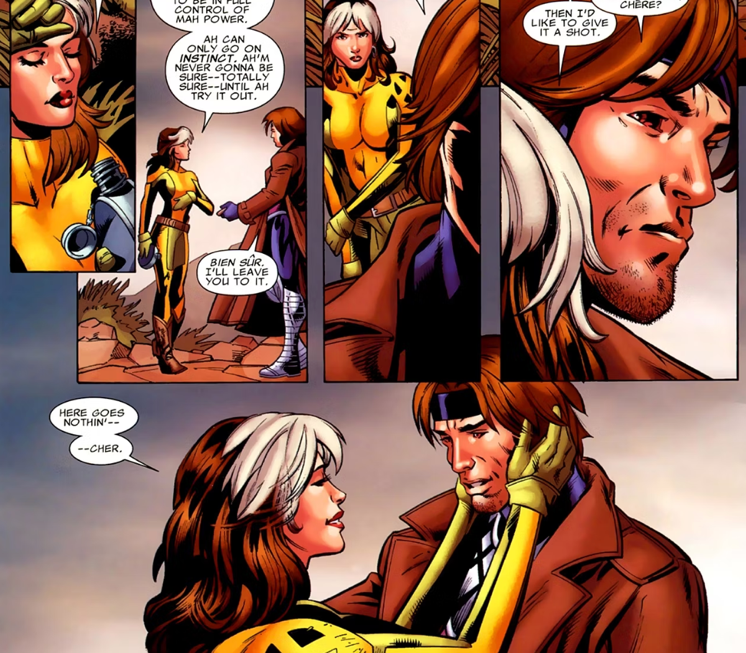 TO BE IN FULL
CONTROL OF
MAH POWER.
AH CAN
ONLY GO ON
INSTINCT. AH'M
NEVER GONNA BE
SURE--TOTALLY
SURE--UNTIL AH
TRY IT OUT.
BIEN SÛR.
I'LL LEAVE
YOU TO IT.
THEN I'D
LIKE TO GIVE
IT A SHOT.
CHÈRE?
HERE GOES
NOTHIN'--
--CHER.